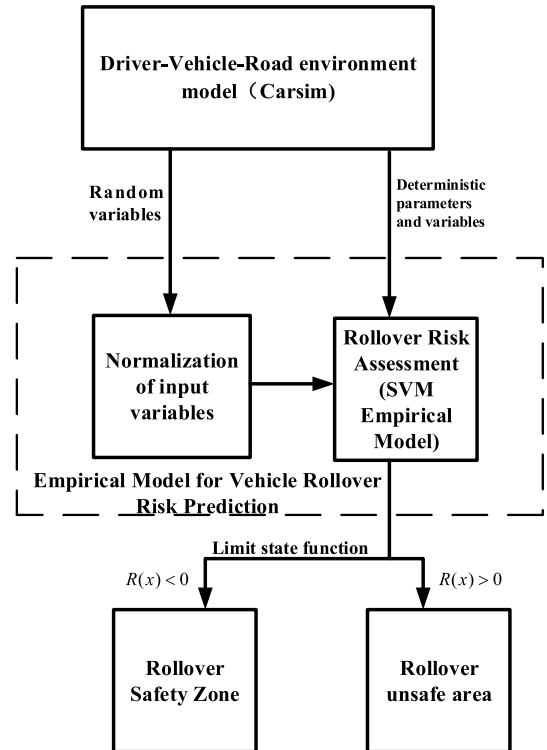 Driver-Vehicle-Road environment
model（Carsim）
Random
variables
Deterministic
parameters
and variables
Normalization
of input
variables
Rollover Risk
Assessment
(SVM
Empirical
Model)
Empirical Model for Vehicle Rollover
Risk Prediction
Limit state function
R(x) < 0
R(x) > 0
Rollover
Safety Zone
Rollover
unsafe area